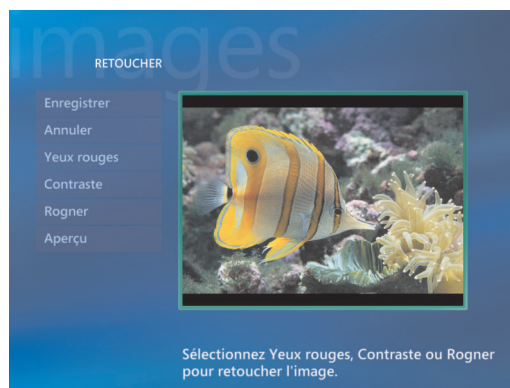 images
RETOUCHER
Enregistrer
Annuler
Yeux rouges
Contraste
Rogner
Aperçu
Sélectionnez Yeux rouges, Contraste ou Rogner
pour retoucher l'image.